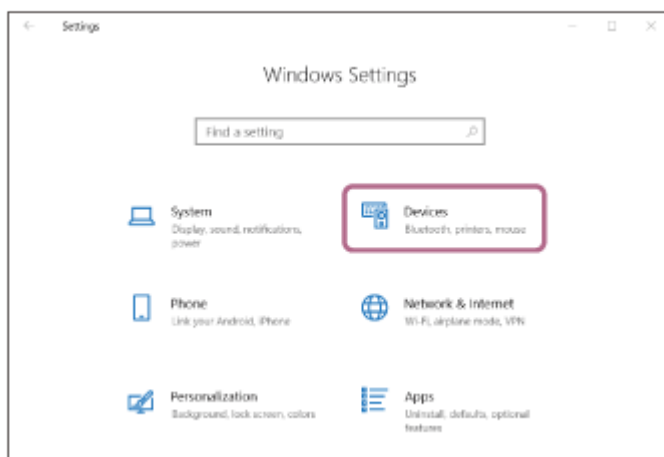 Settings
Windows Settings
Find a setting
System
Display, sound, notifications,
power
Devices
Bluetooth, printers, mouse
Phone
Link your Android, iPhone
Network & Internet
Wi-Fi, airplane mode, VPN
Personalization
Background, lock screen, colors
Apps
Uninstall, defaults, optional
features